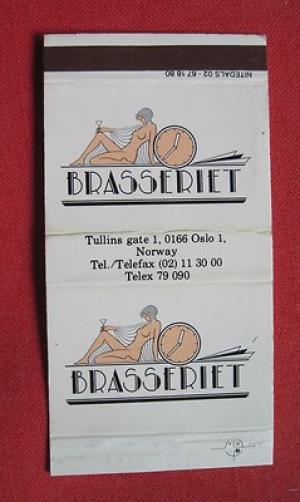 NITEDALS 02 - 67 18 80
BRASSERIET
Tullins gate 1, 0166 Oslo 1,
Norway
Tel./Telefax (02) 11 30 00
Telex 79 090
BRASSERIET